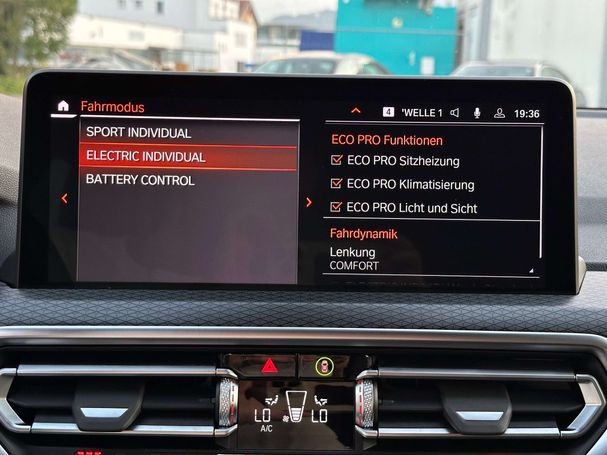 Fahrmodus
4 'WELLE 1 19:36
SPORT INDIVIDUAL
ELECTRIC INDIVIDUAL
BATTERY CONTROL
ECO PRO Funktionen
ECO PRO Sitzheizung
ECO PRO Klimatisierung
ECO PRO Licht und Sicht
Fahrdynamik
Lenkung
COMFORT
LO LO
A/C